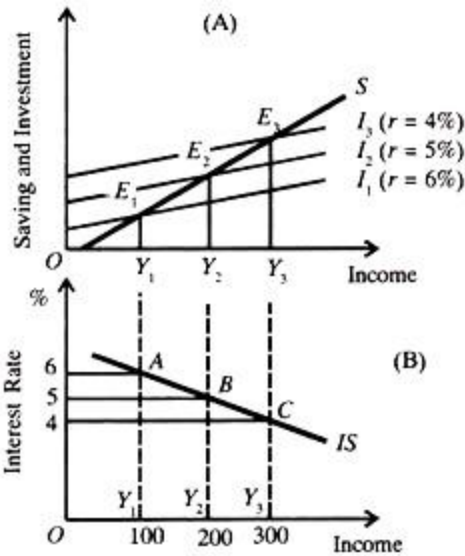 (A)
Saving and Investment
S
E₃
I₃ (r = 4%)
E₂
I₂ (r = 5%)
E₁
I₁ (r = 6%)
O
Y₁ Y₂ Y₃
Income
%
(B)
Interest Rate
6
A
5
B
4
C
IS
Y₁ Y₂ Y₃
O
100 200 300
Income